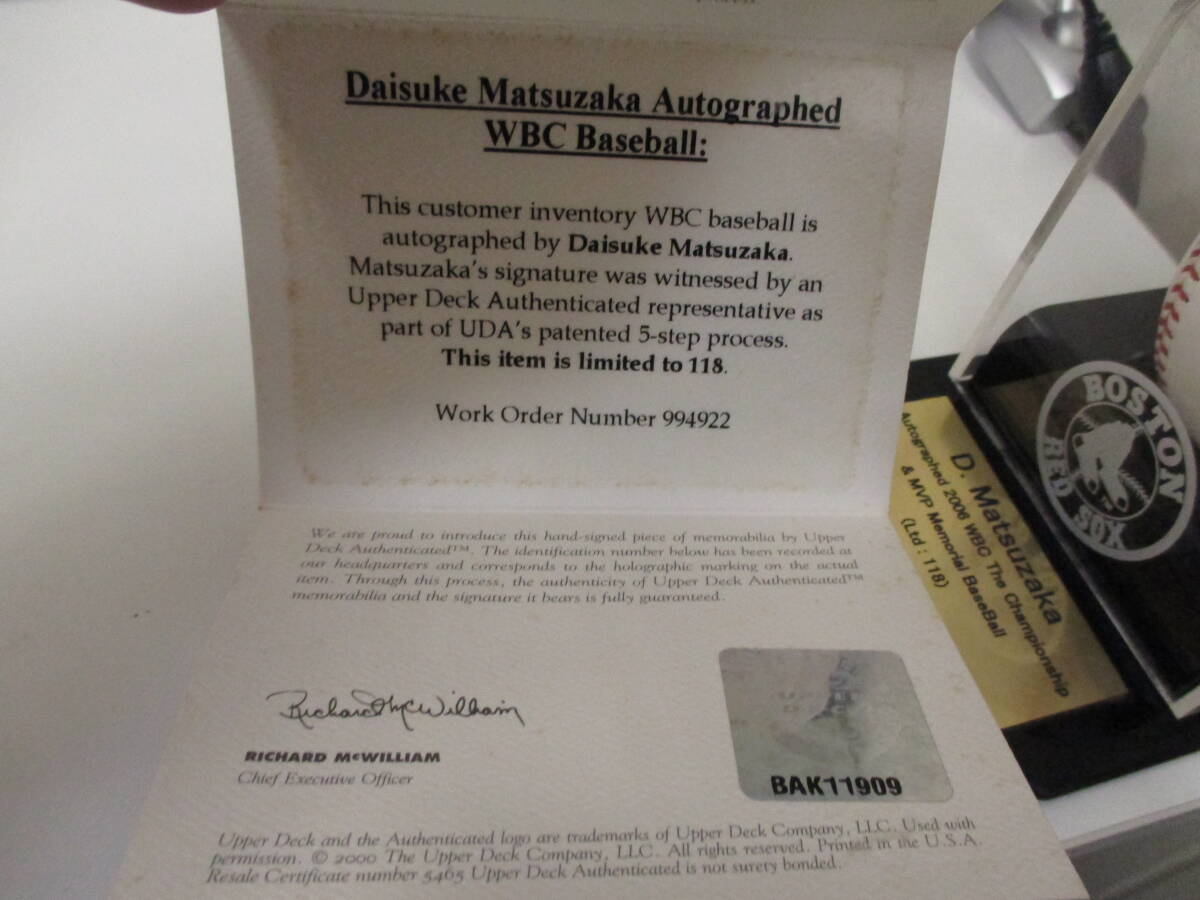 Daisuke Matsuzaka Autographed
WBC Baseball:
This customer inventory WBC baseball is
autographed by Daisuke Matsuzaka.
Matsuzaka's signature was witnessed by an
Upper Deck Authenticated representative as
part of UDA's patented 5-step process.
This item is limited to 118.
Work Order Number 994922
We are proud to introduce this hand-signed piece of memorabilia by Upper
Deck Authenticated™. The identification number below has been recorded at
our headquarters and corresponds to the holographic marking on the actual
item. Through this process, the authenticity of Upper Deck Authenticated™
memorabilia and the signature it bears is fully guaranteed.
Richard McWilliam
RICHARD McWILLIAM
Chief Executive Officer
BAK11909
Upper Deck and the Authenticated logo are trademarks of Upper Deck Company, LLC. Used with
permission. © 2000 The Upper Deck Company, LLC. All rights reserved. Printed in the U.S.A.
Resale Certificate number 5465 Upper Deck Authenticated is not surety bonded.
BOSTON
RED SOX
D. Matsuzaka
Autographed 2006 WBC The Championship
& MVP Memorial BaseBall
(Ltd : 118)